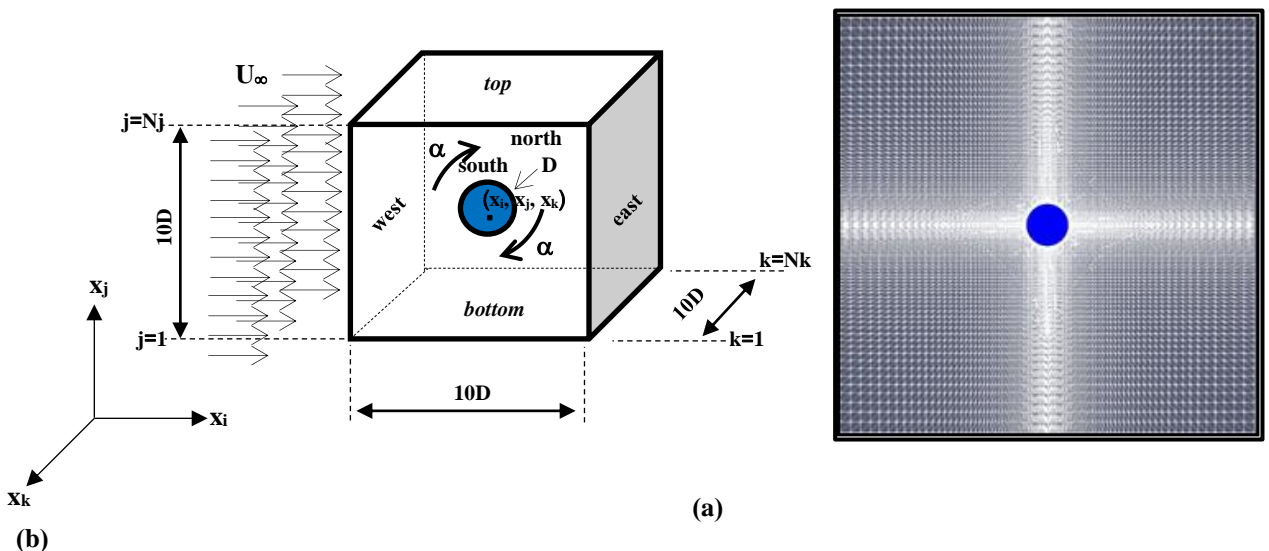 U∞
top
j=Nj
north
α
south
D
(xi, xj, xk)
west
east
10D
α
k=Nk
xj
bottom
10D
j=1
k=1
10D
xi
xk
(a)
(b)